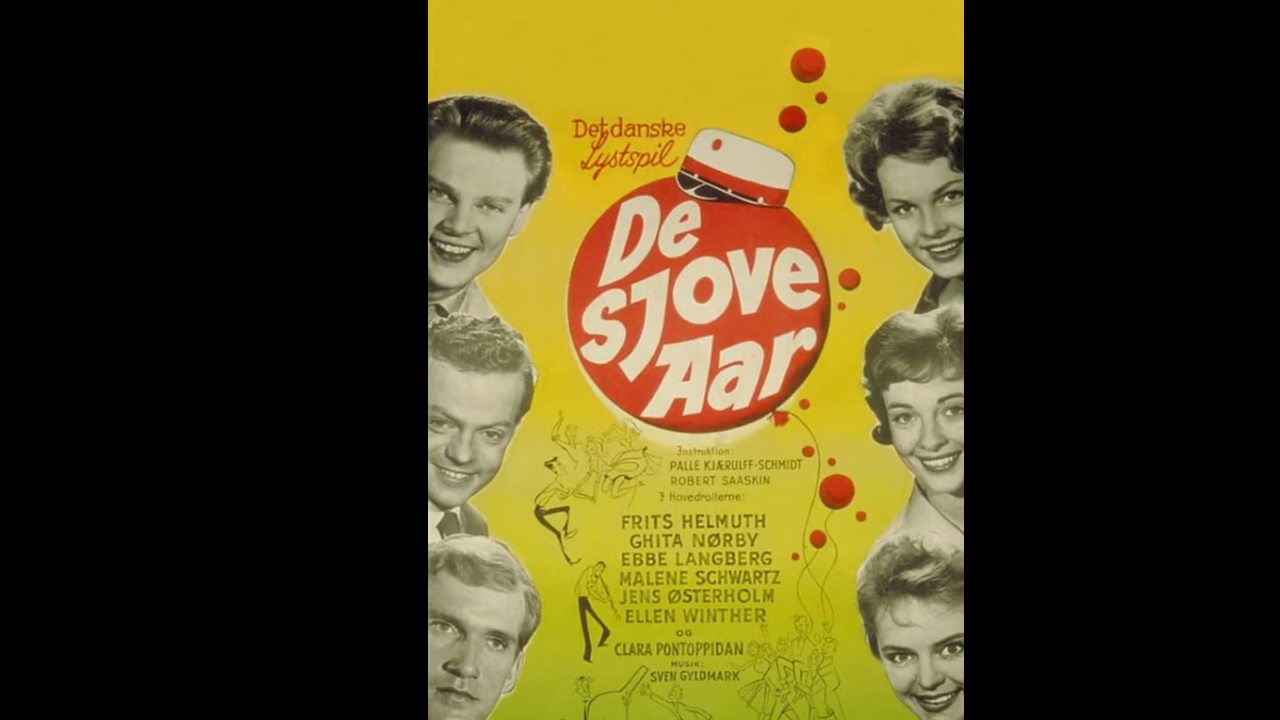 Det danske
Lystspil
De
sjove
Aar
Instruktion:
PALLE KJÆRULFF-SCHMIDT
ROBERT SAASKIN
I Hovedrollerne:
FRITS HELMUTH
GHITA NØRBY
EBBE LANGBERG
MALENE SCHWARTZ
JENS ØSTERHOLM
ELLEN WINTHER
OG
CLARA PONTOPPIDAN
MUSIK:
SVEN GYLDMARK